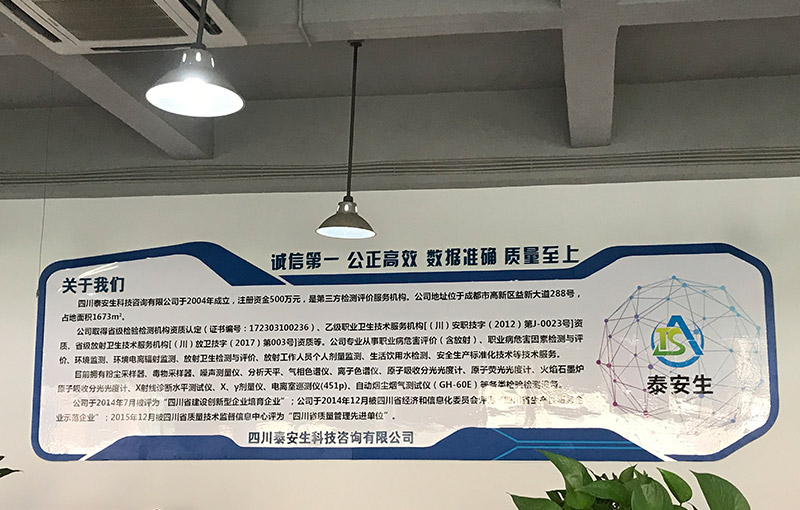 诚信第一 公正高效 数据准确 质量至上
关于我们
四川泰安生科技咨询有限公司于2004年成立，注册资金500万元，是第三方检测评价服务机构。公司地址位于成都市高新区益新大道288号，
占地面积1673m²。
公司取得省级检验检测机构资质认定（证书编号：172303100236）、乙级职业卫生技术服务机构[（川）安职技字（2012）第J-0023号]资
质、省级放射卫生技术服务机构[（川）放卫技字（2017）第003号]资质等。公司专业从事职业病危害评价（含放射）、职业病危害因素检测与评
价、环境监测、环境电离辐射监测、放射卫生检测与评价、放射工作人员个人剂量监测、生活饮用水检测、安全生产标准化技术等技术服务。
目前拥有粉尘采样器、毒物采样器、噪声测量仪、分析天平、气相色谱仪、离子色谱仪、原子吸收分光光度计、原子荧光光度计、火焰石墨炉
原子吸收分光光度计、X射线诊断水平测试仪、X、γ剂量仪、电离室巡测仪(451p)、自动烟尘烟气测试仪（GH-60E）等各类检验检测设备。
公司于2014年7月被评为“四川省建设创新型企业培育企业”；公司于2014年12月被四川省经济和信息化委员会评为“四川省生产性服务企
业示范企业”；2015年12月被四川省质量技术监督信息中心评为“四川省质量管理先进单位”。
四川泰安生科技咨询有限公司
TSA
泰安生